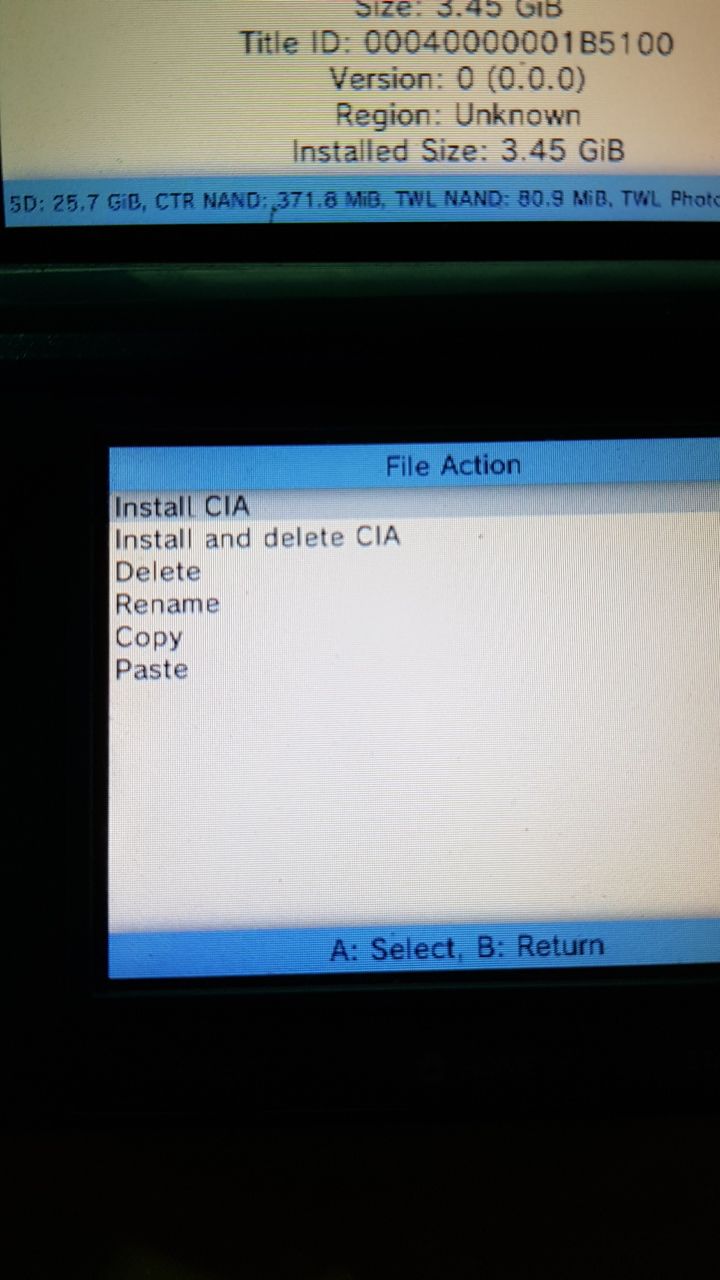 Size: 3.45 GiB
Title ID: 00040000001B5100
Version: 0 (0.0.0)
Region: Unknown
Installed Size: 3.45 GiB
SD: 25.7 GiB, CTR NAND: 371.8 MiB, TWL NAND: 80.9 MiB, TWL Photo
File Action
Install CIA
Install and delete CIA
Delete
Rename
Copy
Paste
A: Select, B: Return